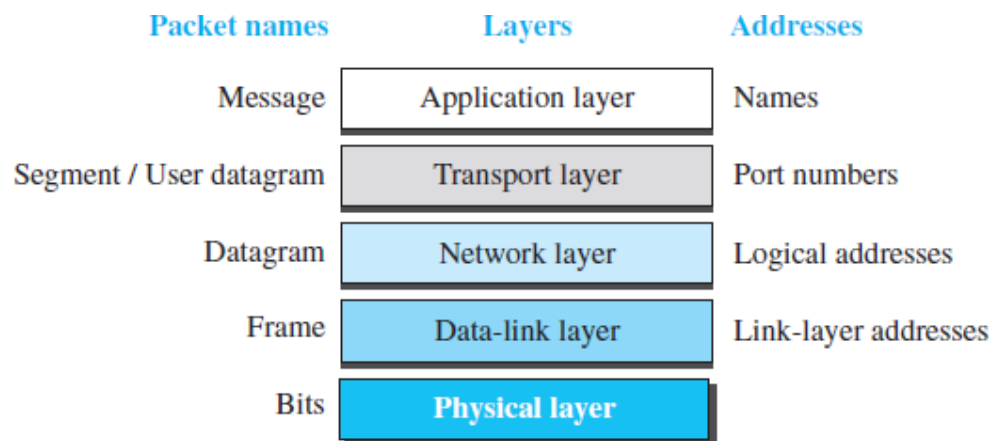 Packet names Layers Addresses
Message Application layer Names
Segment / User datagram Transport layer Port numbers
Datagram Network layer Logical addresses
Frame Data-link layer Link-layer addresses
Bits Physical layer